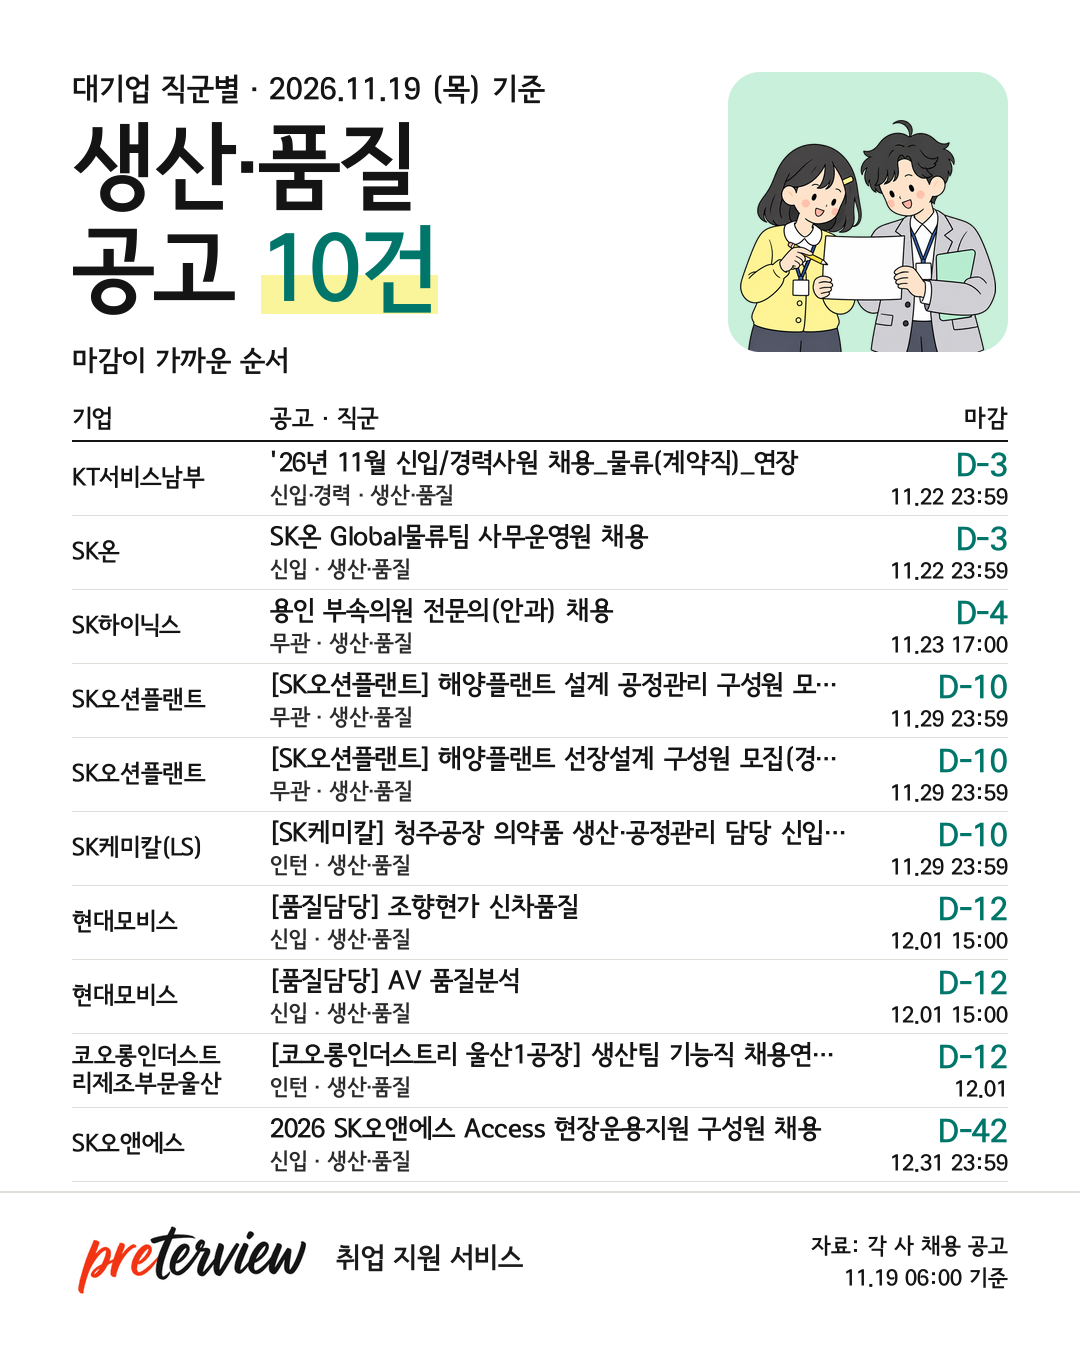 대기업 직군별 · 2026.11.19 (목) 기준
생산·품질
공고 10건
마감이 가까운 순서
기업 공고 · 직군 마감
KT서비스남부
'26년 11월 신입/경력사원 채용_물류(계약직)_연장
신입·경력 · 생산·품질
D-3
11.22 23:59
SK온
SK온 Global물류팀 사무운영원 채용
신입 · 생산·품질
D-3
11.22 23:59
SK하이닉스
용인 부속의원 전문의(안과) 채용
무관 · 생산·품질
D-4
11.23 17:00
SK오션플랜트
[SK오션플랜트] 해양플랜트 설계 공정관리 구성원 모…
무관 · 생산·품질
D-10
11.29 23:59
SK오션플랜트
[SK오션플랜트] 해양플랜트 선장설계 구성원 모집(경…
무관 · 생산·품질
D-10
11.29 23:59
SK케미칼(LS)
[SK케미칼] 청주공장 의약품 생산·공정관리 담당 신입…
인턴 · 생산·품질
D-10
11.29 23:59
현대모비스
[품질담당] 조향현가 신차품질
신입 · 생산·품질
D-12
12.01 15:00
현대모비스
[품질담당] AV 품질분석
신입 · 생산·품질
D-12
12.01 15:00
코오롱인더스트
리제조부문울산
[코오롱인더스트리 울산1공장] 생산팀 기능직 채용연…
인턴 · 생산·품질
D-12
12.01
SK오앤에스
2026 SK오앤에스 Access 현장운용지원 구성원 채용
신입 · 생산·품질
D-42
12.31 23:59
preterview 취업 지원 서비스
자료: 각 사 채용 공고
11.19 06:00 기준